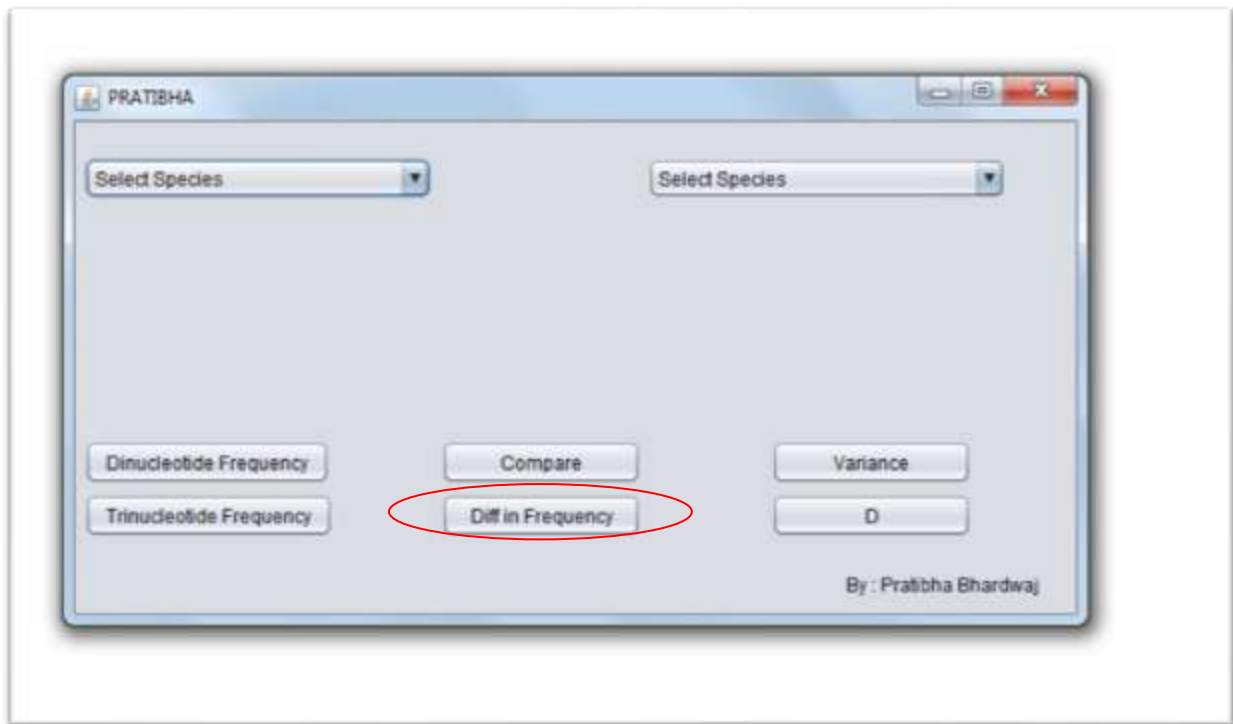 PRATIBHA
Select Species Select Species
Dinucleotide Frequency Compare Variance
Trinucleotide Frequency Diff in Frequency D
By : Pratibha Bhardwaj